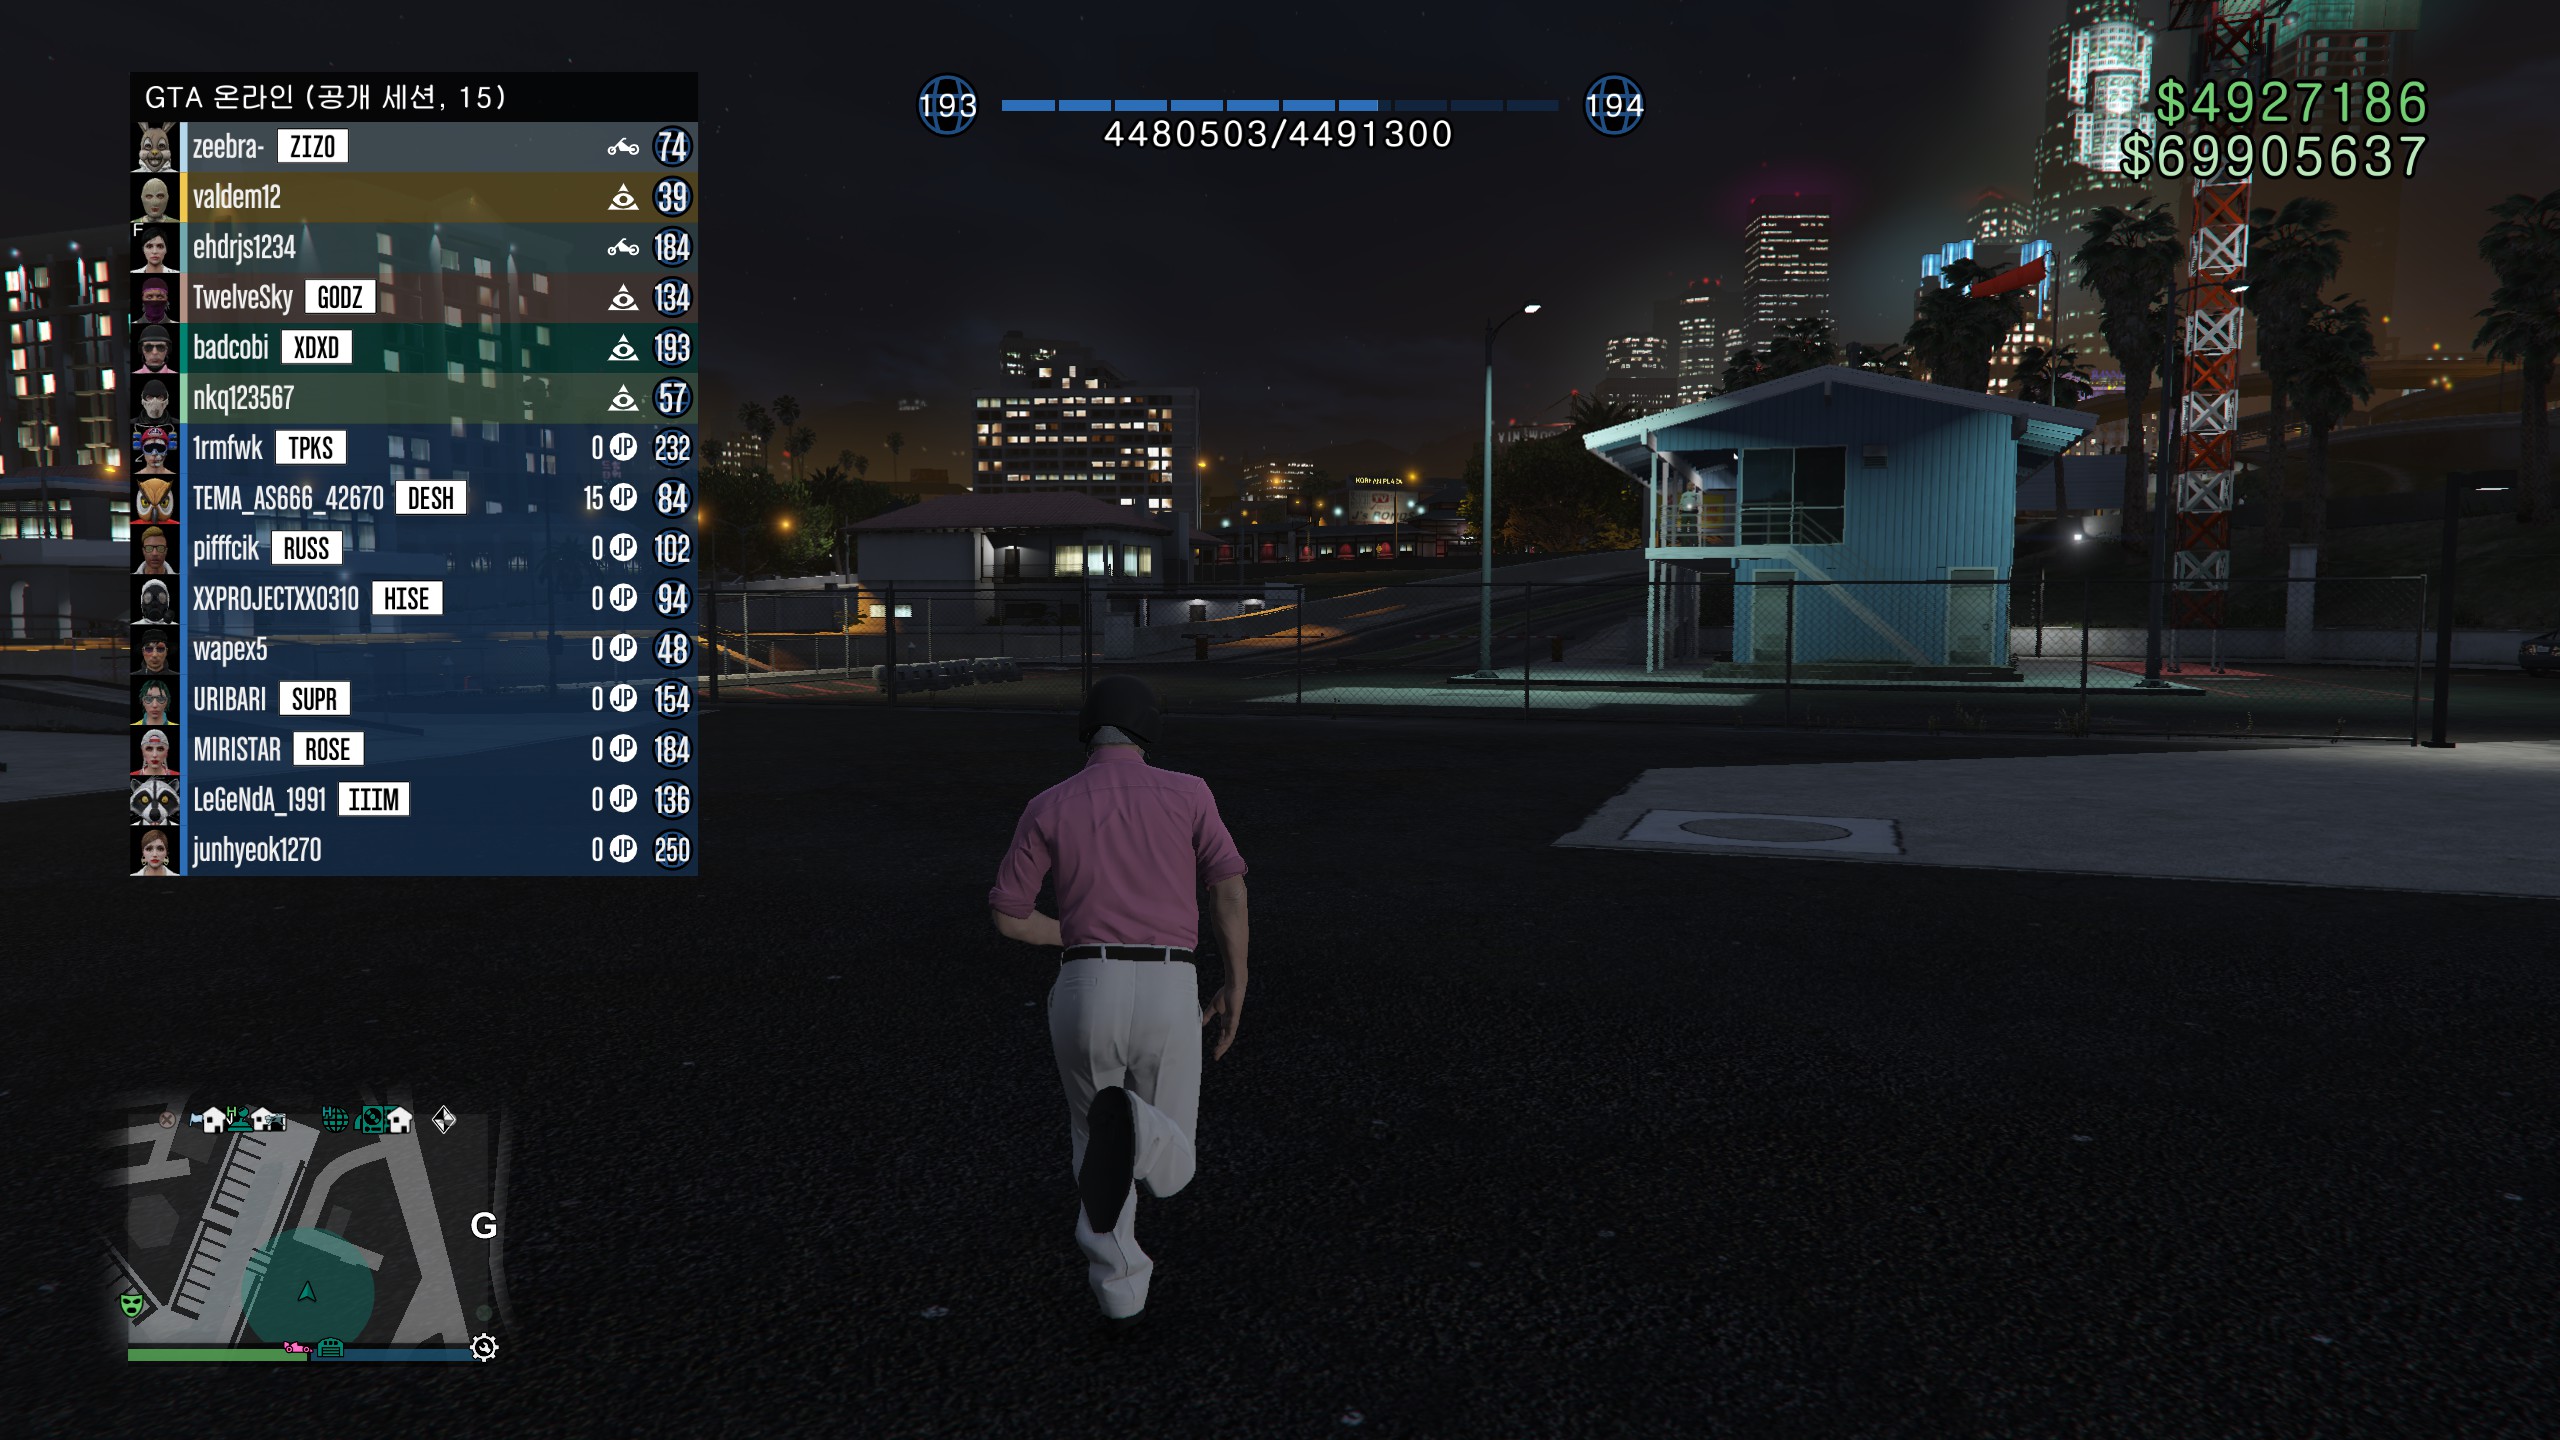 GTA 온라인 (공개 세션, 15)
zeebra- ZIZO 74
valdem12 39
F
ehdrjs1234 184
TwelveSky GODZ 134
badcobi XDXD 193
nkq123567 57
1rmfwk TPKS 0 JP 232
TEMA_AS666_42670 DESH 15 JP 84
pifffcik RUSS 0 JP 102
XXPROJECTXX0310 HISE 0 JP 94
wapex5 0 JP 48
URIBARI SUPR 0 JP 154
MIRISTAR ROSE 0 JP 184
LeGeNdA_1991 IIIM 0 JP 136
junhyeok1270 0 JP 250
193 194
4480503/4491300
$4927186
$69905637
KOREAN PLAZA
H H
G